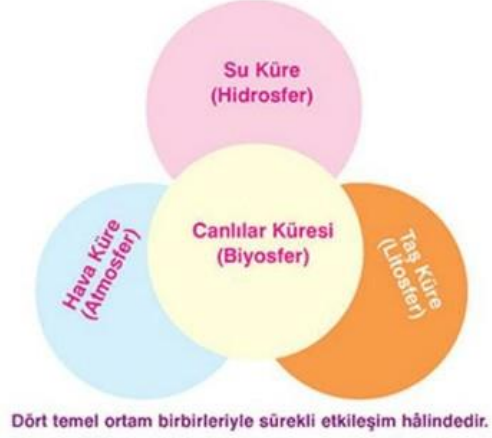 Su Küre
(Hidrosfer)
Canlılar Küresi
(Biyosfer)
Hava Küre
(Atmosfer)
Taş Küre
(Litosfer)
Dört temel ortam birbirleriyle sürekli etkileşim hâlindedir.